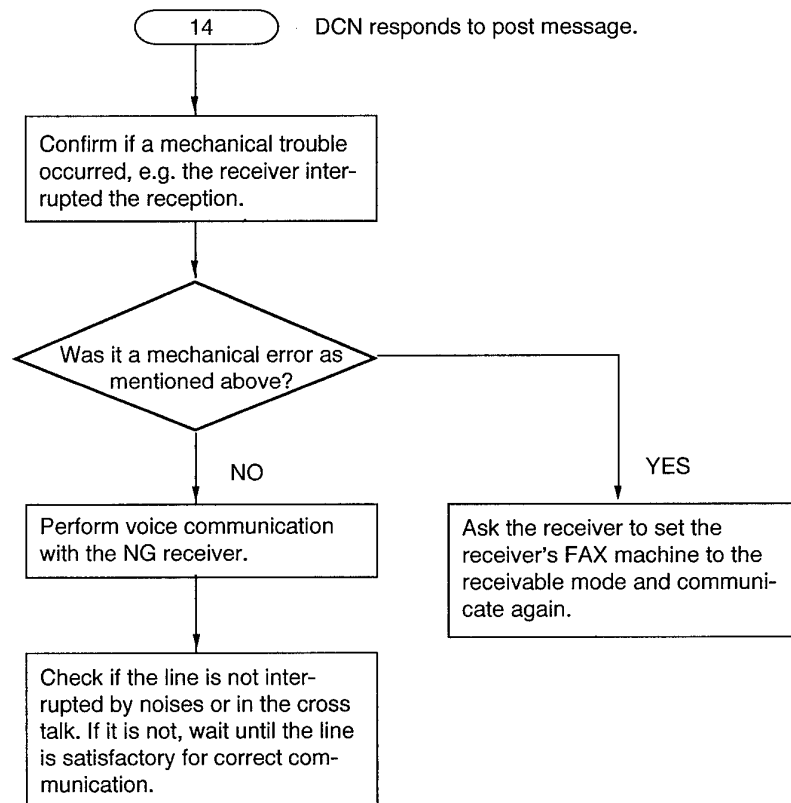 14 DCN responds to post message.
Confirm if a mechanical trouble
occurred, e.g. the receiver inter-
rupted the reception.
Was it a mechanical error as
mentioned above?
NO
YES
Perform voice communication
with the NG receiver.
Ask the receiver to set the
receiver's FAX machine to the
receivable mode and communi-
cate again.
Check if the line is not inter-
rupted by noises or in the cross
talk. If it is not, wait until the line
is satisfactory for correct com-
munication.